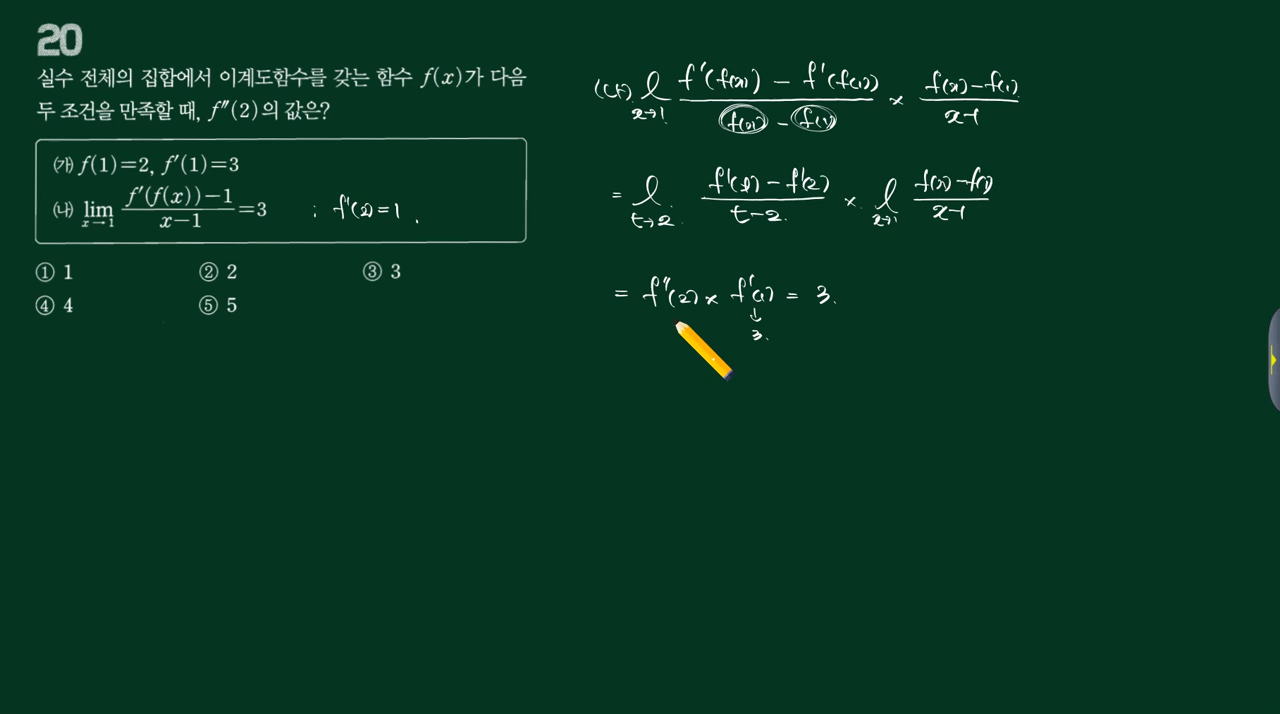 20
실수 전체의 집합에서 이계도함수를 갖는 함수 f(x)가 다음
두 조건을 만족할 때, f″(2)의 값은?
㈎ f(1)=2, f′(1)=3
㈏ lim_{x→1} (f′(f(x))-1)/(x-1) =3 ; f′(2)=1.
① 1 ② 2 ③ 3
④ 4 ⑤ 5
(나) l_{x→1} (f′(f(x)) - f′(f(1)))/(f(x) - f(1)) × (f(x)-f(1))/(x-1)
= l_{t→2} (f′(t)-f′(2))/(t-2) × l_{x→1} (f(x)-f(1))/(x-1)
= f″(2) × f′(1) = 3.
↓
3.